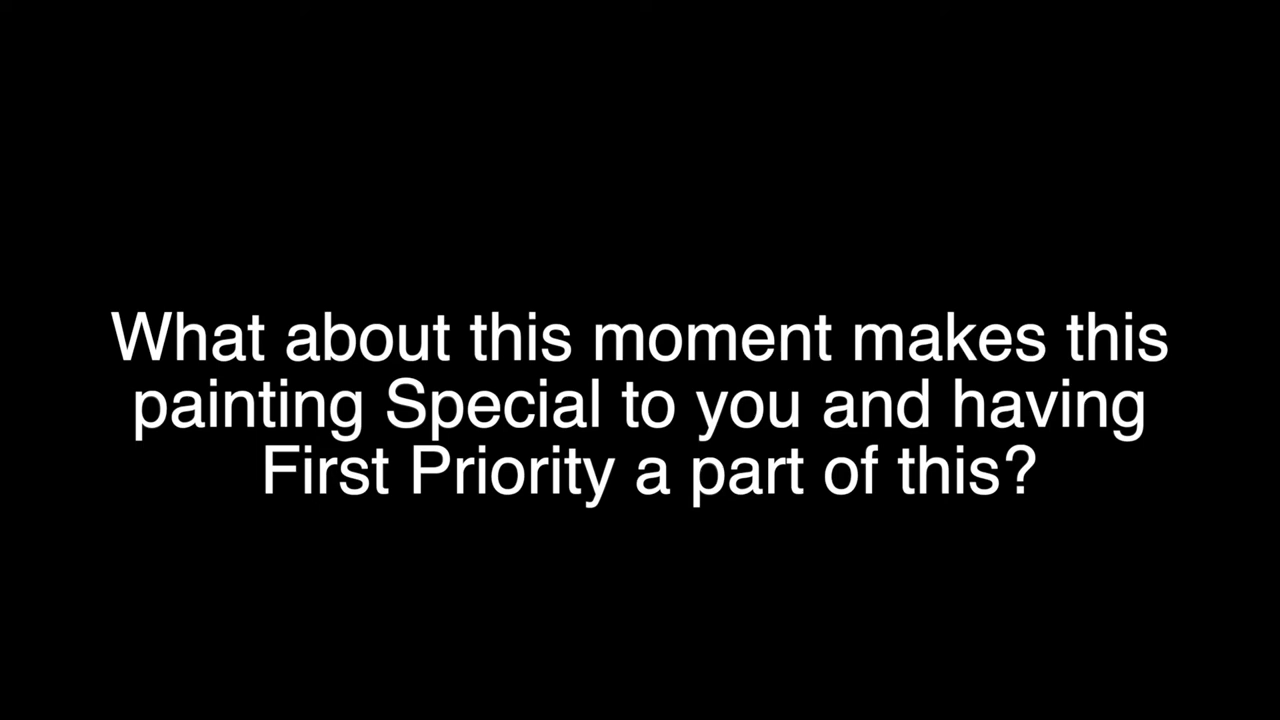 What about this moment makes this
painting Special to you and having
First Priority a part of this?